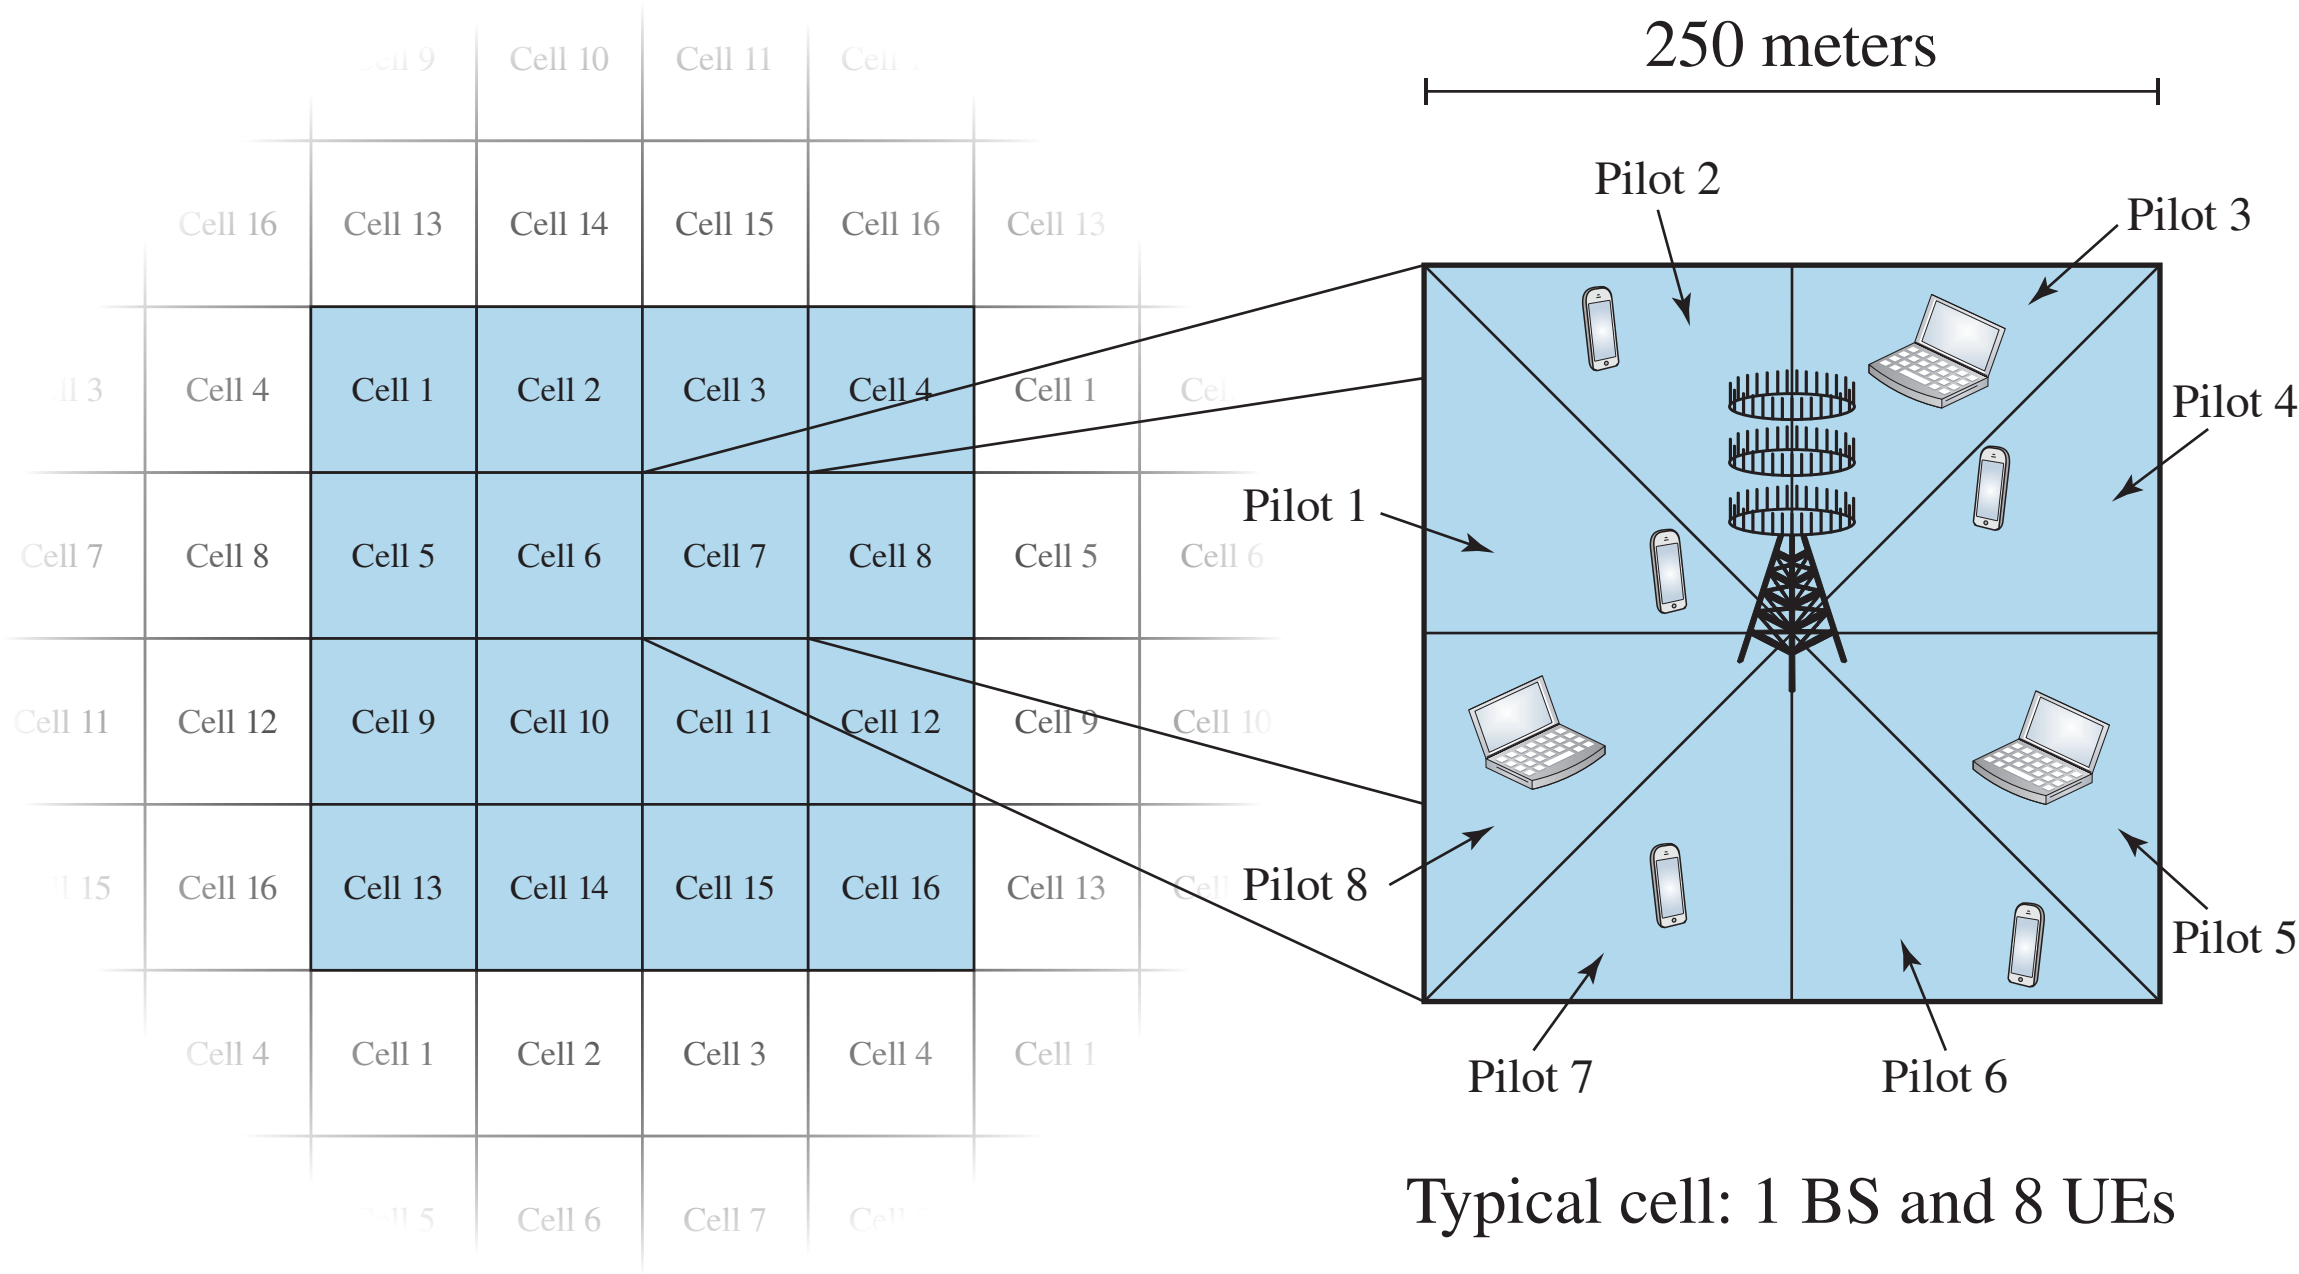 250 meters
Cell 9 Cell 10 Cell 11 Cell
Pilot 2
Pilot 3
Cell 16 Cell 13 Cell 14 Cell 15 Cell 16 Cell 13
Cell 4 Cell 1 Cell 2 Cell 3 Cell 4 Cell 1
Pilot 4
Pilot 1
Cell 7 Cell 8 Cell 5 Cell 6 Cell 7 Cell 8 Cell 5 Cell 6
Cell 11 Cell 12 Cell 9 Cell 10 Cell 11 Cell 12 Cell 9 Cell 10
15 Cell 16 Cell 13 Cell 14 Cell 15 Cell 16 Cell 13 Cell
Pilot 8
Pilot 5
Cell 4 Cell 1 Cell 2 Cell 3 Cell 4 Cell 1
Pilot 7
Pilot 6
Cell 6 Cell 7
Typical cell: 1 BS and 8 UEs